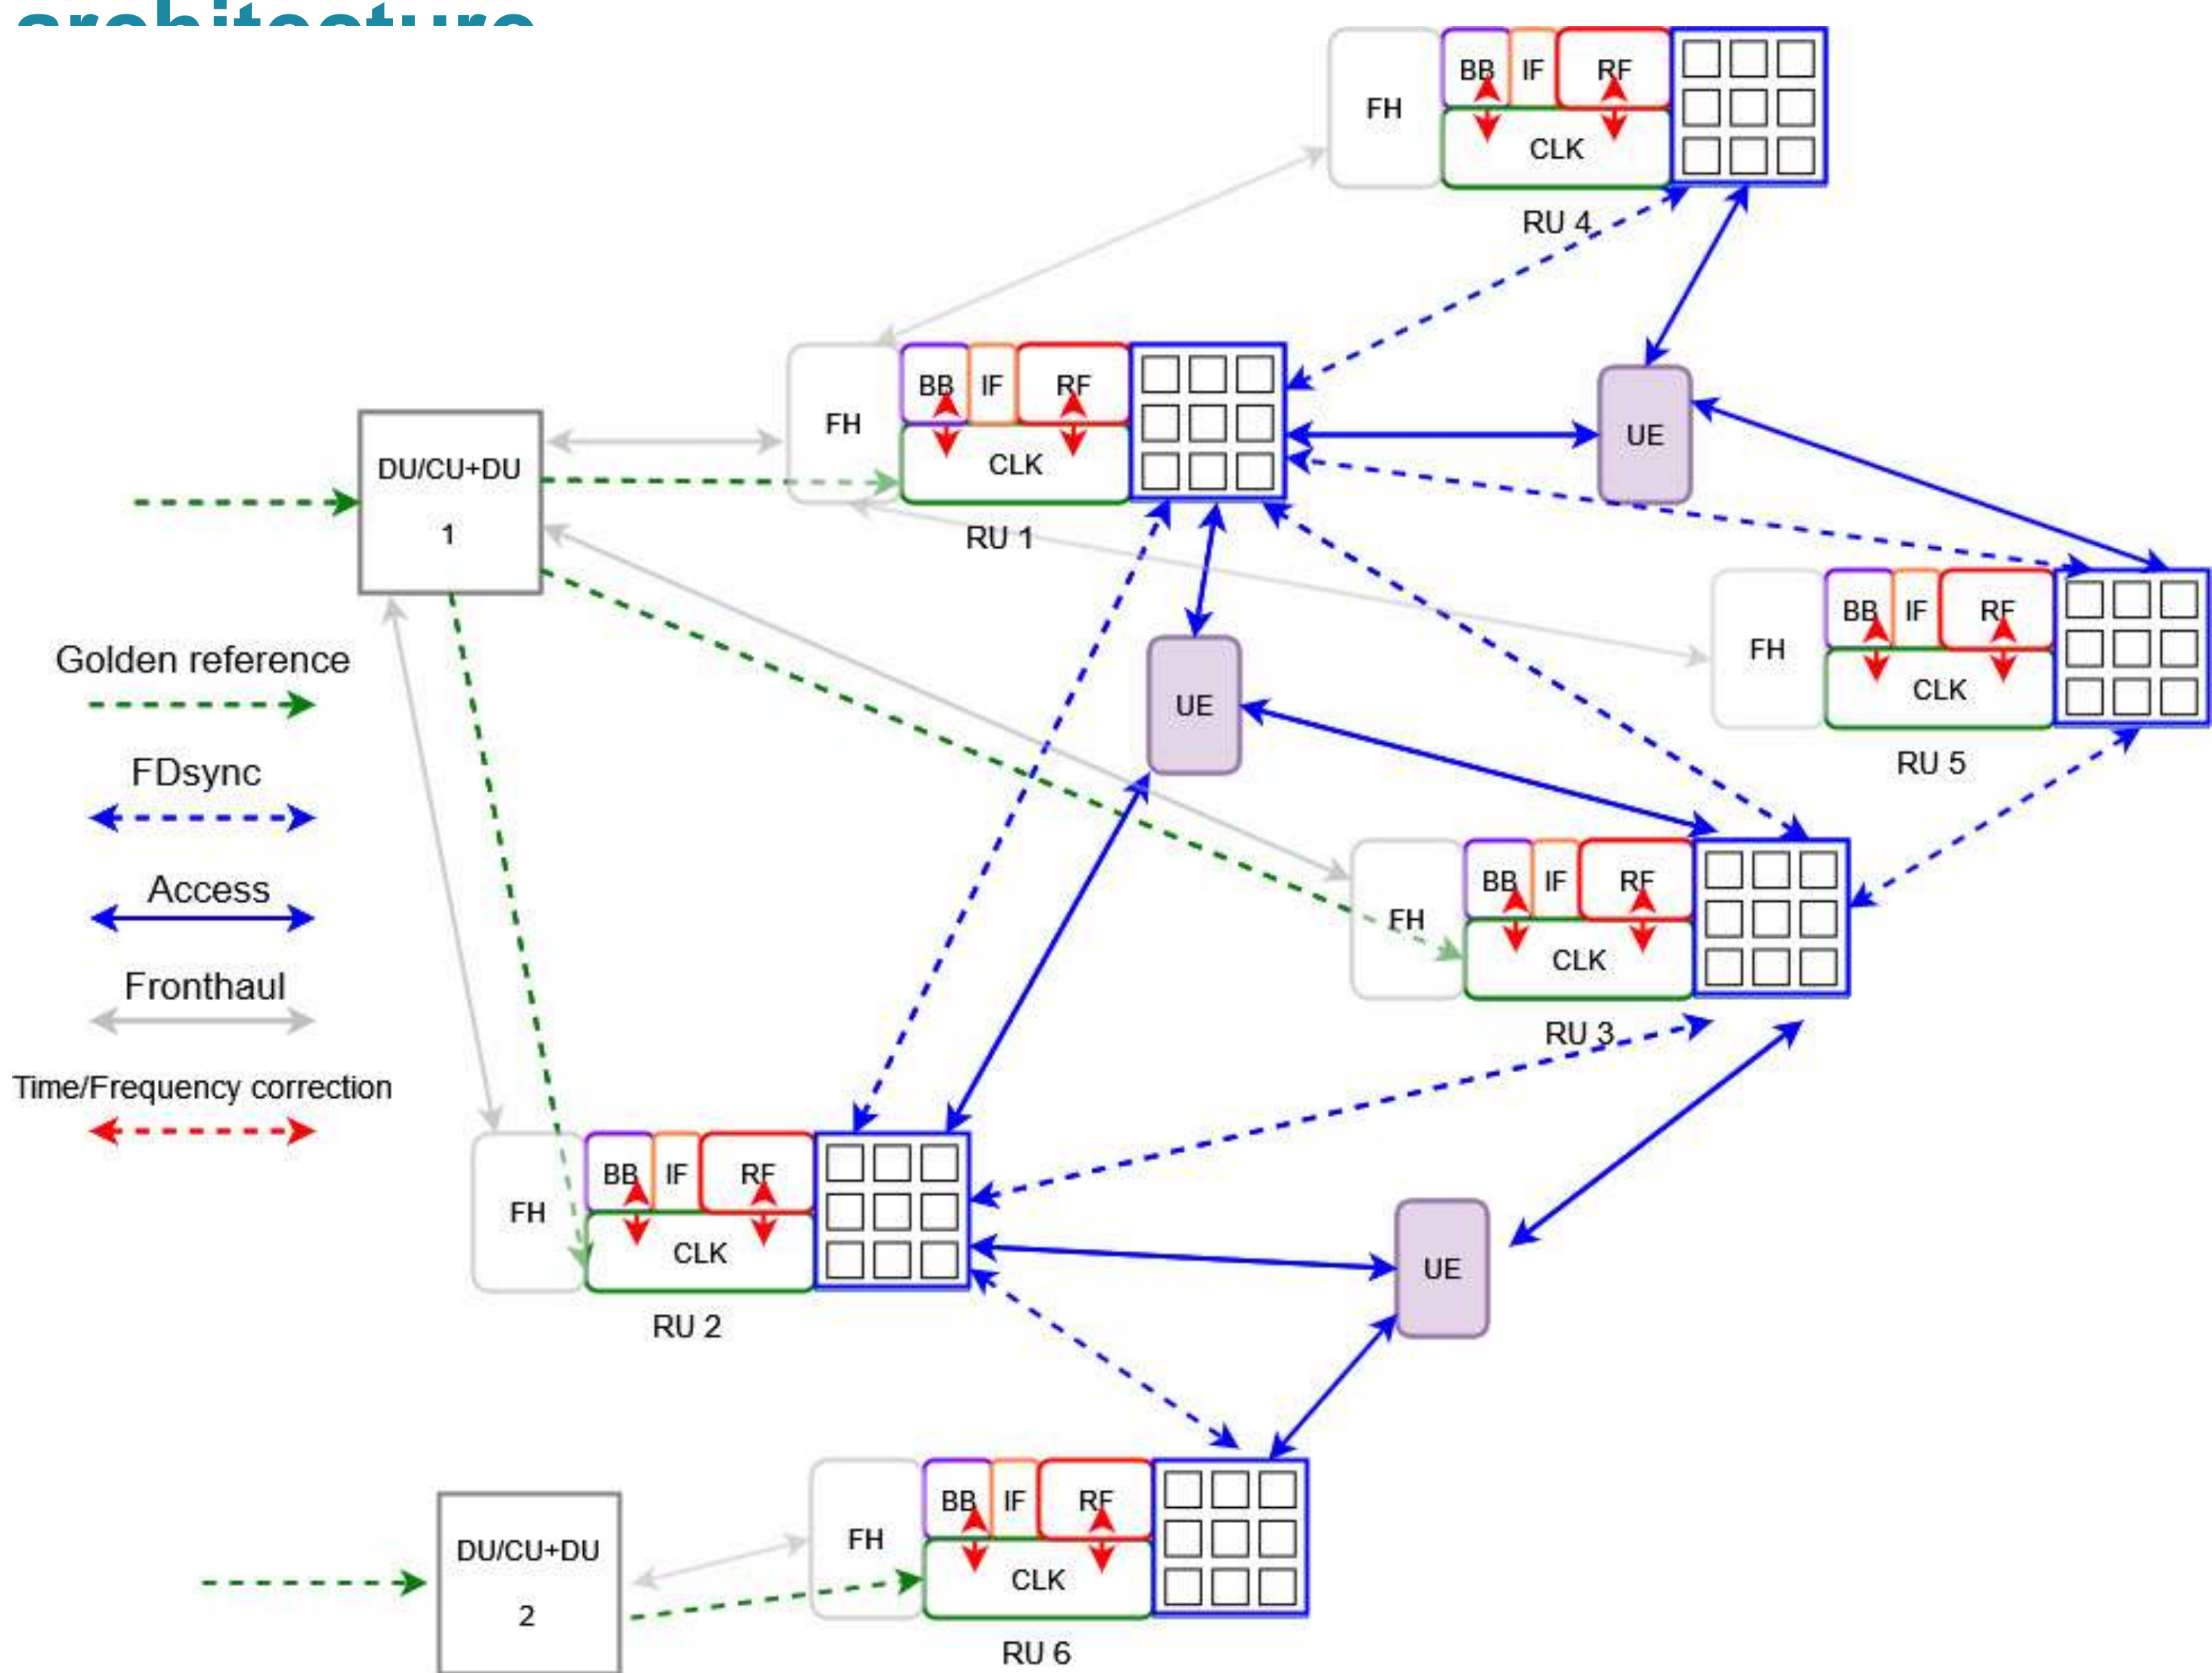 architecture
BB IF RF
FH
CLK
RU 4
BB IF RF
FH
CLK
RU 1
UE
DU/CU+DU
1
BB IF RF
FH
CLK
RU 5
UE
Golden reference
FDsync
Access
Fronthaul
Time/Frequency correction
BB IF RF
FH
CLK
RU 3
BB IF RF
FH
CLK
RU 2
UE
DU/CU+DU
2
BB IF RF
FH
CLK
RU 6